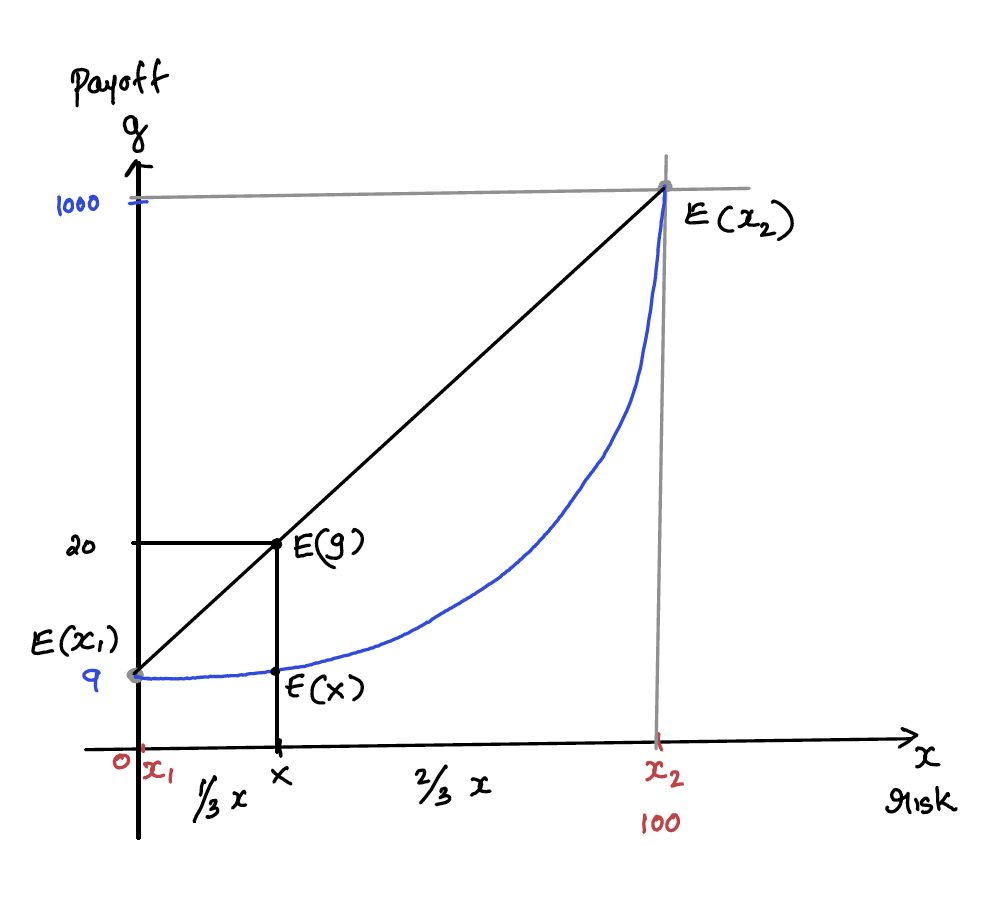 Payoff
g
1000
E(x₂)
20
E(g)
E(x₁)
9
E(x)
0 x₁
x
x₂
x
1/3 x
2/3 x
risk
100